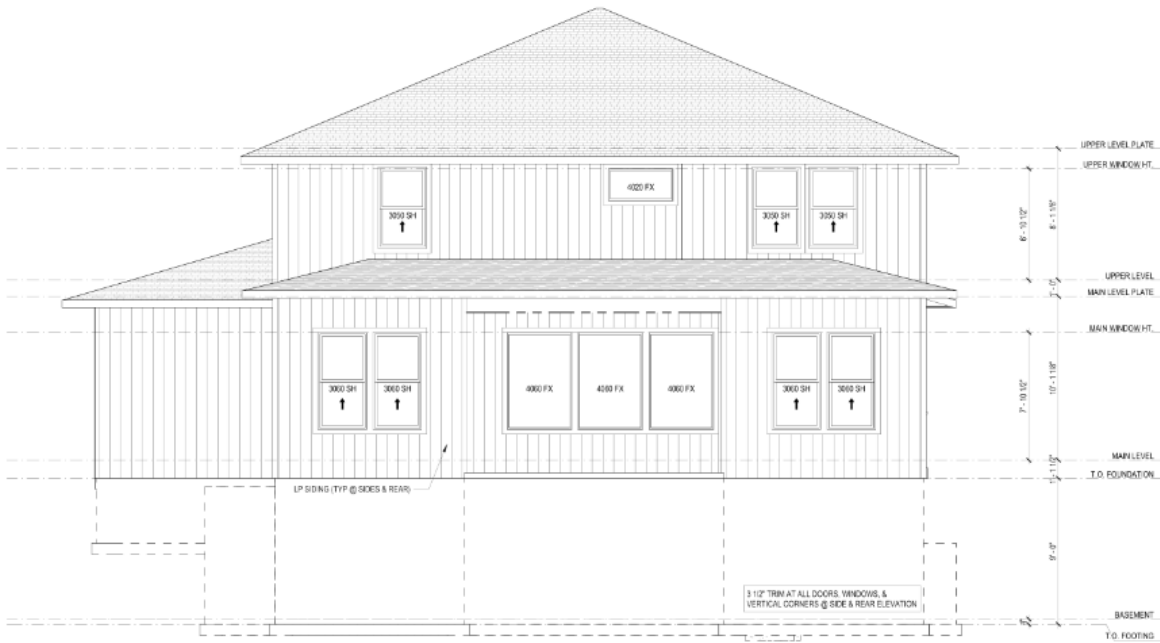 UPPER LEVEL PLATE
UPPER WINDOW HT.
4020 FX
3050 SH
3050 SH
3050 SH
6' - 10 1/2"
8' - 1 1/8"
UPPER LEVEL
1' - 0"
MAIN LEVEL PLATE
MAIN WINDOW HT.
3060 SH
3060 SH
4060 FX
4060 FX
4060 FX
3060 SH
3060 SH
7' - 10 1/2"
10' - 1 1/8"
MAIN LEVEL
T.O. FOUNDATION
LP SIDING (TYP @ SIDES & REAR)
9' - 0"
3 1/2" TRIM AT ALL DOORS, WINDOWS, &
VERTICAL CORNERS @ SIDE & REAR ELEVATION
BASEMENT
T.O. FOOTING